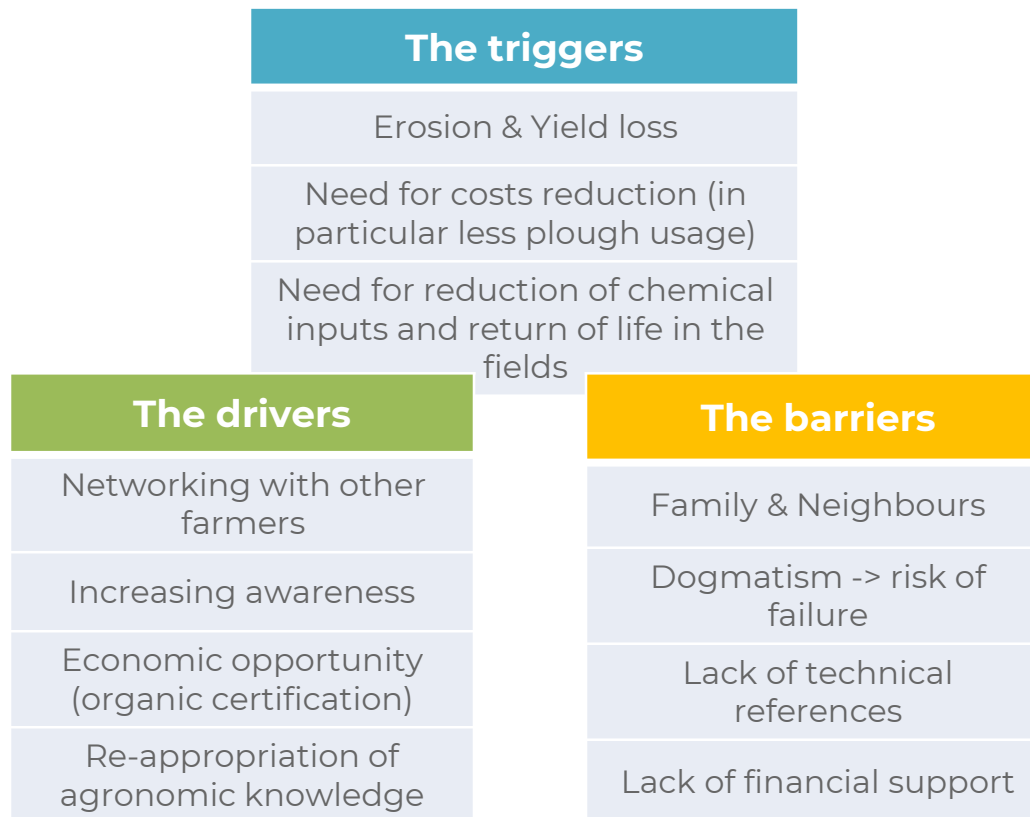 The triggers
Erosion & Yield loss
Need for costs reduction (in
particular less plough usage)
Need for reduction of chemical
inputs and return of life in the
fields
The drivers
Networking with other
farmers
Increasing awareness
Economic opportunity
(organic certification)
Re-appropriation of
agronomic knowledge
The barriers
Family & Neighbours
Dogmatism -> risk of
failure
Lack of technical
references
Lack of financial support